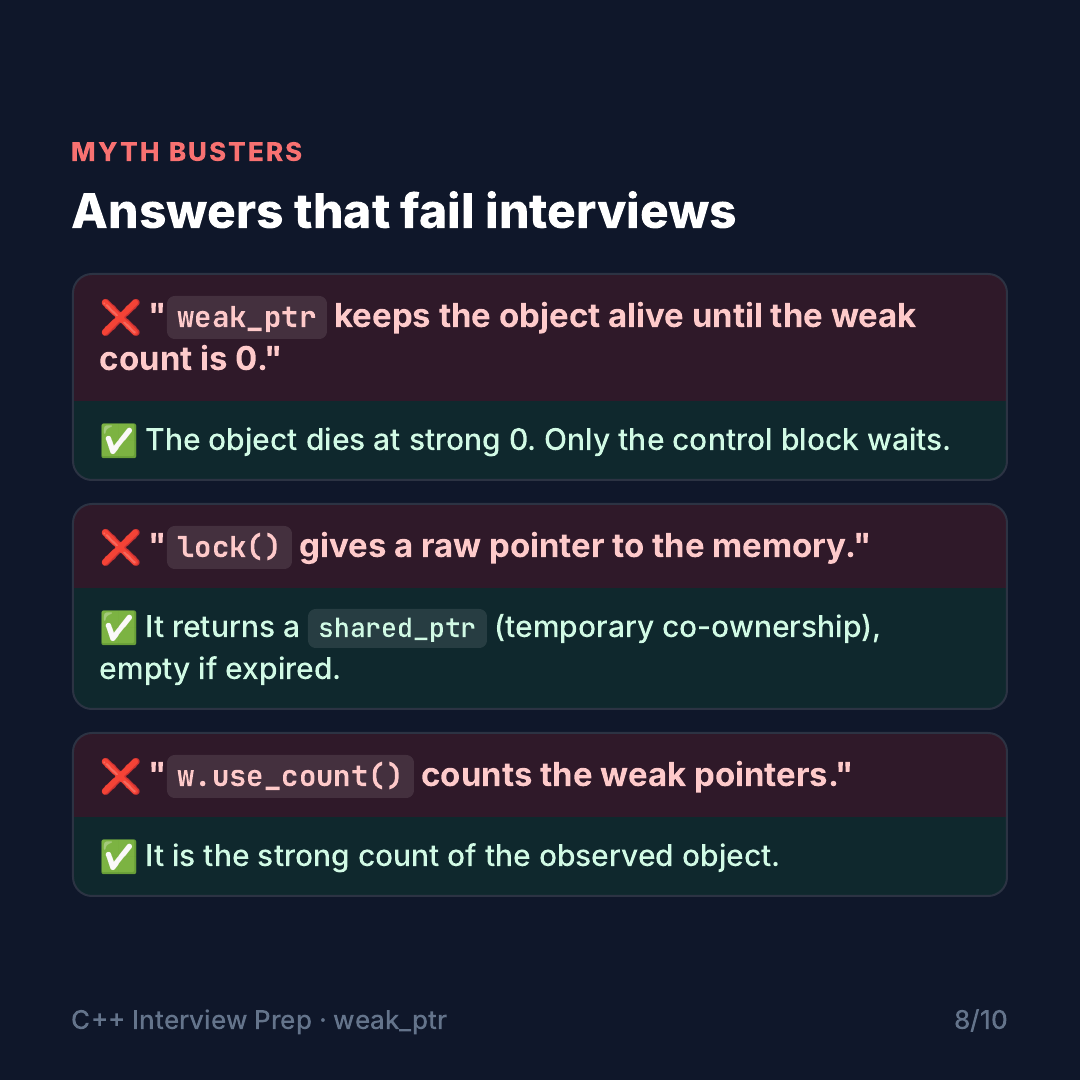 MYTH BUSTERS
Answers that fail interviews
❌ "weak_ptr keeps the object alive until the weak
count is 0."
✅ The object dies at strong 0. Only the control block waits.
❌ "lock() gives a raw pointer to the memory."
✅ It returns a shared_ptr (temporary co-ownership),
empty if expired.
❌ "w.use_count() counts the weak pointers."
✅ It is the strong count of the observed object.
C++ Interview Prep · weak_ptr
8/10